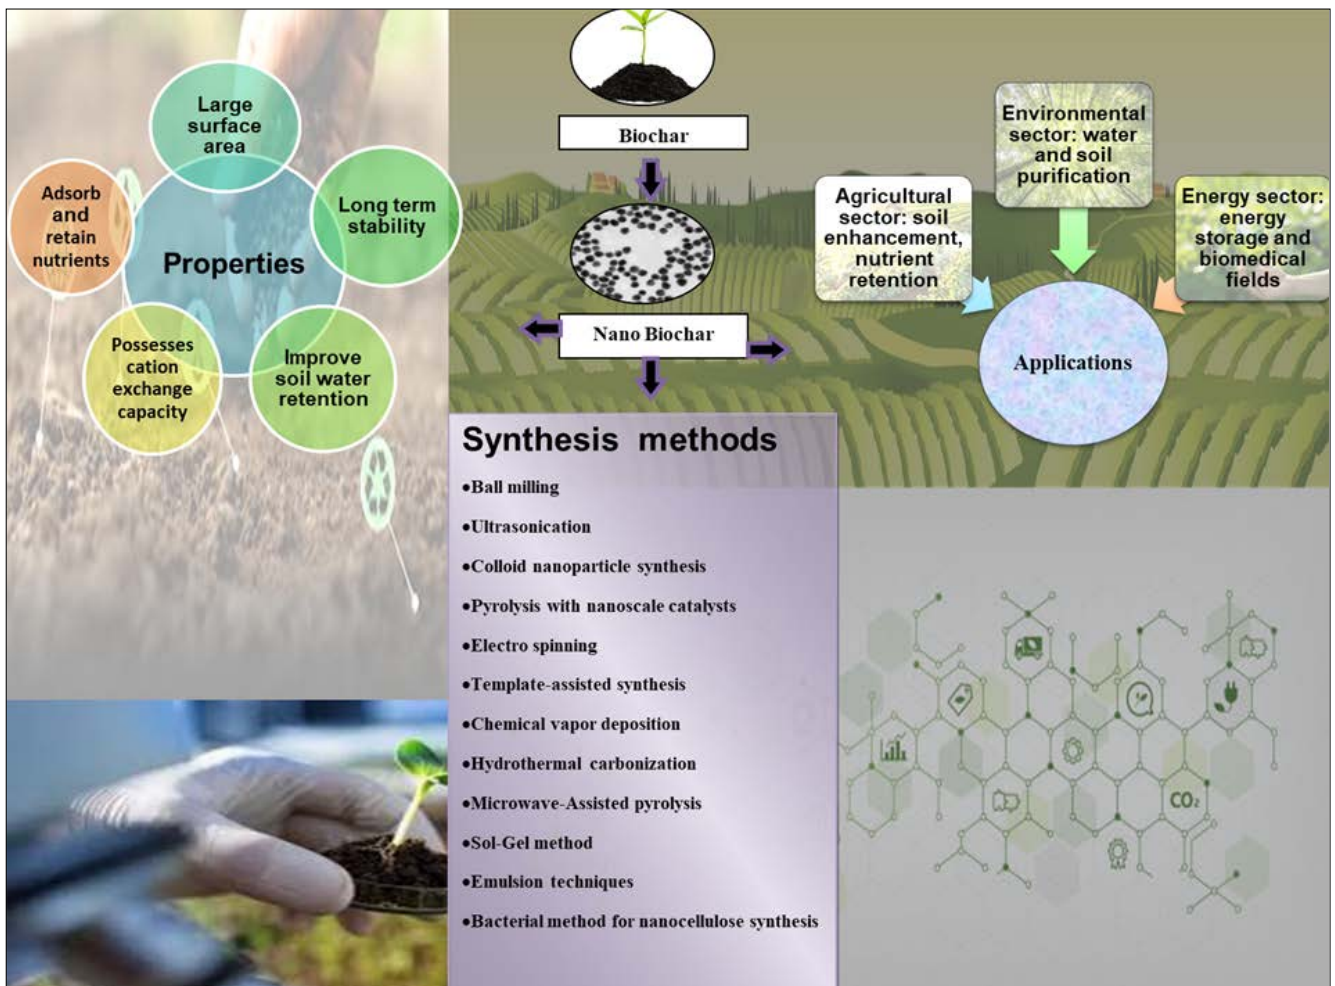 Large
surface
area
Adsorb
and
retain
nutrients
Long term
stability
Properties
Possesses
cation
exchange
capacity
Improve
soil water
retention
Biochar
Nano Biochar
Environmental
sector: water
and soil
purification
Agricultural
sector: soil
enhancement,
nutrient
retention
Energy sector:
energy
storage and
biomedical
fields
Applications
Synthesis methods
•Ball milling
•Ultrasonication
•Colloid nanoparticle synthesis
•Pyrolysis with nanoscale catalysts
•Electro spinning
•Template-assisted synthesis
•Chemical vapor deposition
•Hydrothermal carbonization
•Microwave-Assisted pyrolysis
•Sol-Gel method
•Emulsion techniques
•Bacterial method for nanocellulose synthesis
CO₂